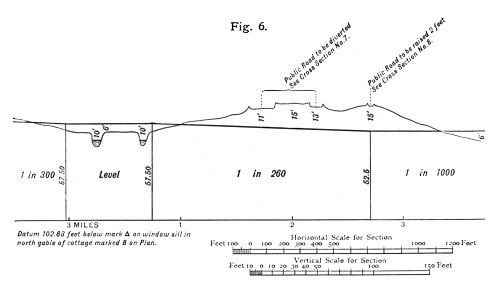 Fig. 6.
Public Road to be diverted
See Cross Section No. 7.
Public Road to be raised 2 feet
See Cross Section No. 8.
10'
6'
10'
11'
15'
13'
15'
6'
1 in 300
57.50
Level
57.50
1 in 260
52.5
1 in 1000
3 MILES
1
2
3
Datum 102.63 feet below mark Δ on window sill in
north gable of cottage marked B on Plan.
Horizontal Scale for Section
Feet 100 0 100 200 300 400 500 1000 1200 Feet
Vertical Scale for Section
Feet 10 0 10 20 30 40 50 100 150 Feet